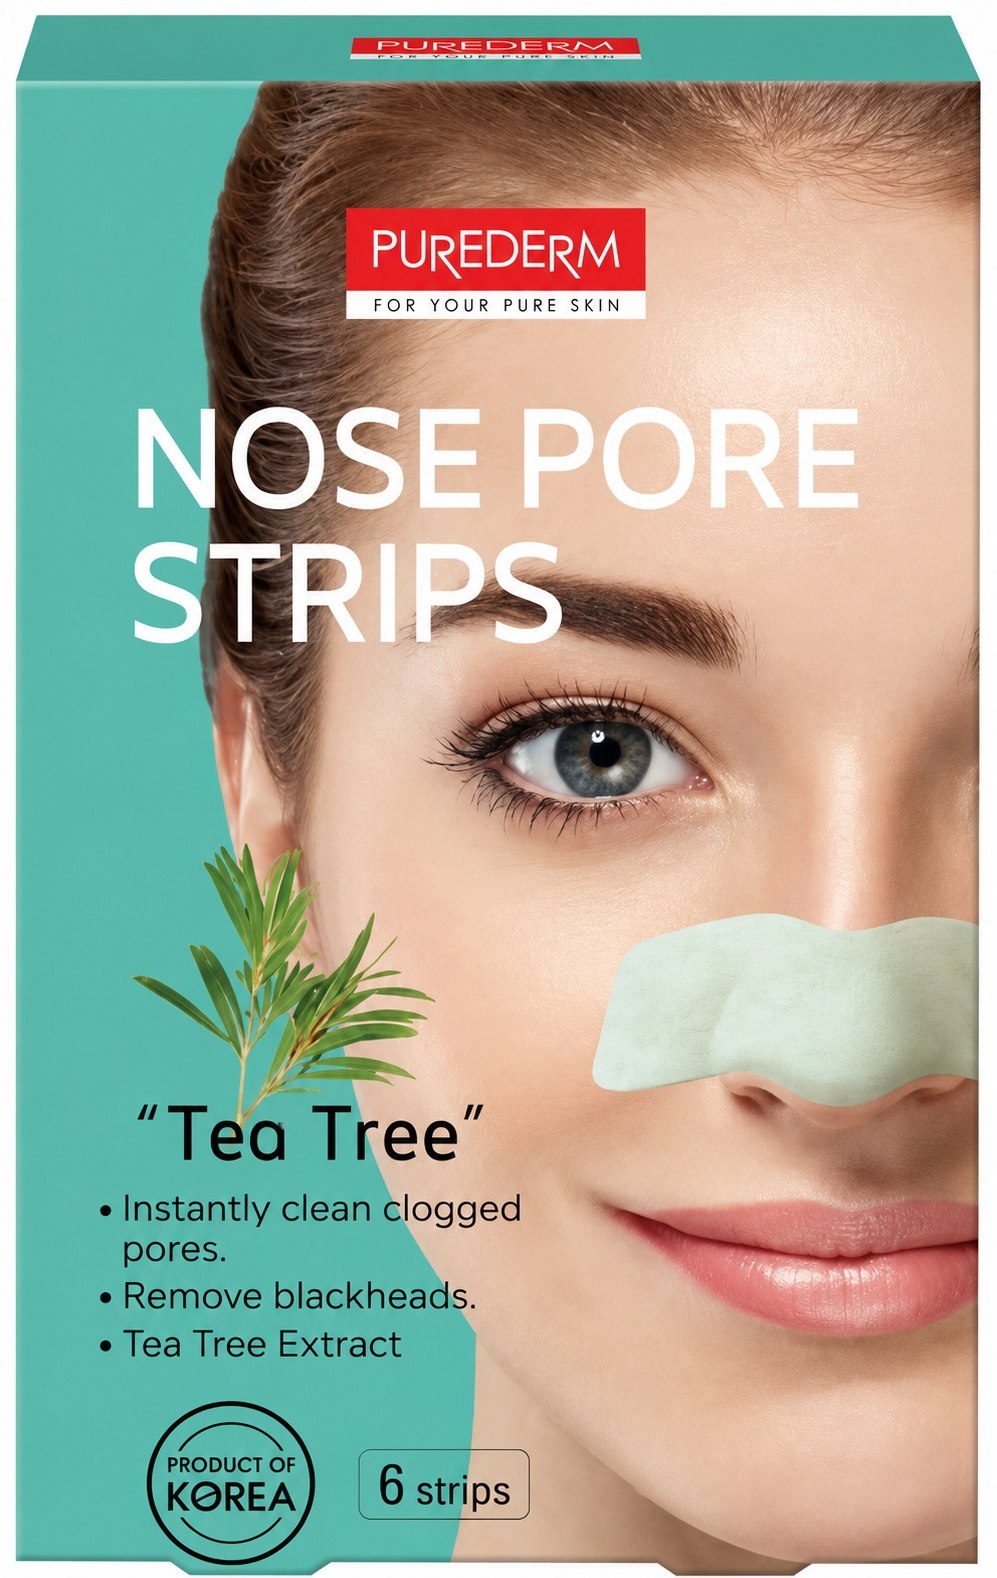 PUREDERM
FOR YOUR PURE SKIN
PUREDERM
FOR YOUR PURE SKIN
NOSE PORE
STRIPS
“Tea Tree”
• Instantly clean clogged
pores.
• Remove blackheads.
• Tea Tree Extract
PRODUCT OF
KOREA
6 strips